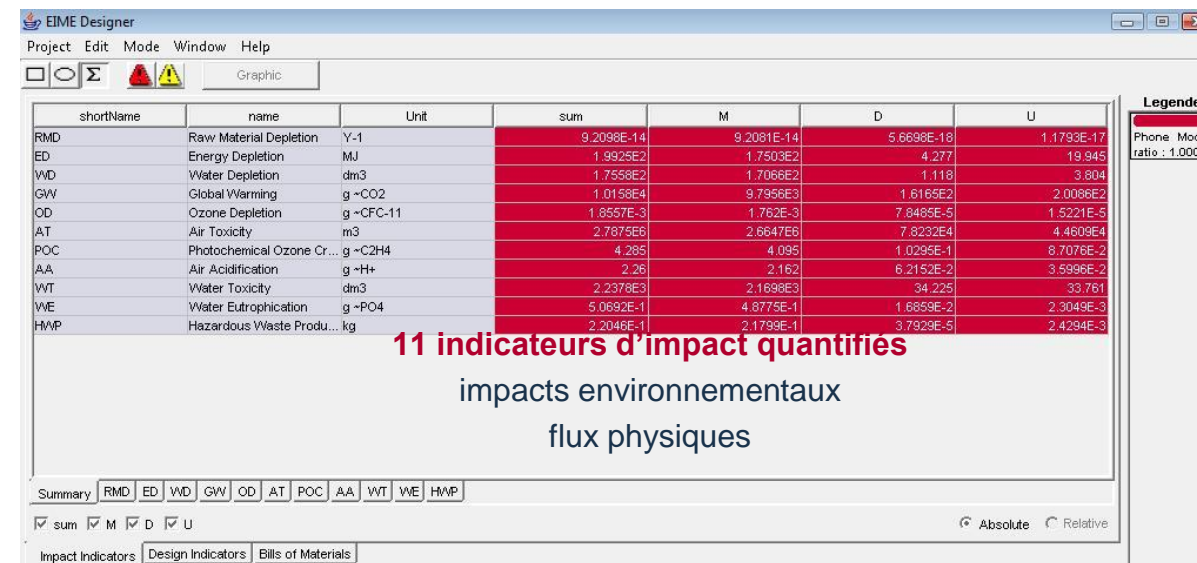 EIME Designer
Project Edit Mode Window Help
Σ Graphic
Legende
shortName name Unit sum M D U
Phone Mod
ratio : 1.000
RMD Raw Material Depletion Y-1 9.2098E-14 9.2081E-14 5.6698E-18 1.1793E-17
ED Energy Depletion MJ 1.9925E2 1.7503E2 4.277 19.945
WD Water Depletion dm3 1.7558E2 1.7066E2 1.118 3.804
GW Global Warming g ~CO2 1.0158E4 9.7956E3 1.6165E2 2.0086E2
OD Ozone Depletion g ~CFC-11 1.8557E-3 1.762E-3 7.8485E-5 1.5221E-5
AT Air Toxicity m3 2.7875E6 2.6647E6 7.8232E4 4.4609E4
POC Photochemical Ozone Cr... g ~C2H4 4.285 4.095 1.0295E-1 8.7076E-2
AA Air Acidification g ~H+ 2.26 2.162 6.2152E-2 3.5996E-2
WT Water Toxicity dm3 2.2378E3 2.1698E3 34.225 33.761
WE Water Eutrophication g ~PO4 5.0692E-1 4.8775E-1 1.6859E-2 2.3049E-3
HWP Hazardous Waste Produ... kg 2.2046E-1 2.1799E-1 3.7929E-5 2.4294E-3
11 indicateurs d'impact quantifiés
impacts environnementaux
flux physiques
Summary RMD ED WD GW OD AT POC AA WT WE HWP
sum M D U Absolute Relative
Impact Indicators Design Indicators Bills of Materials